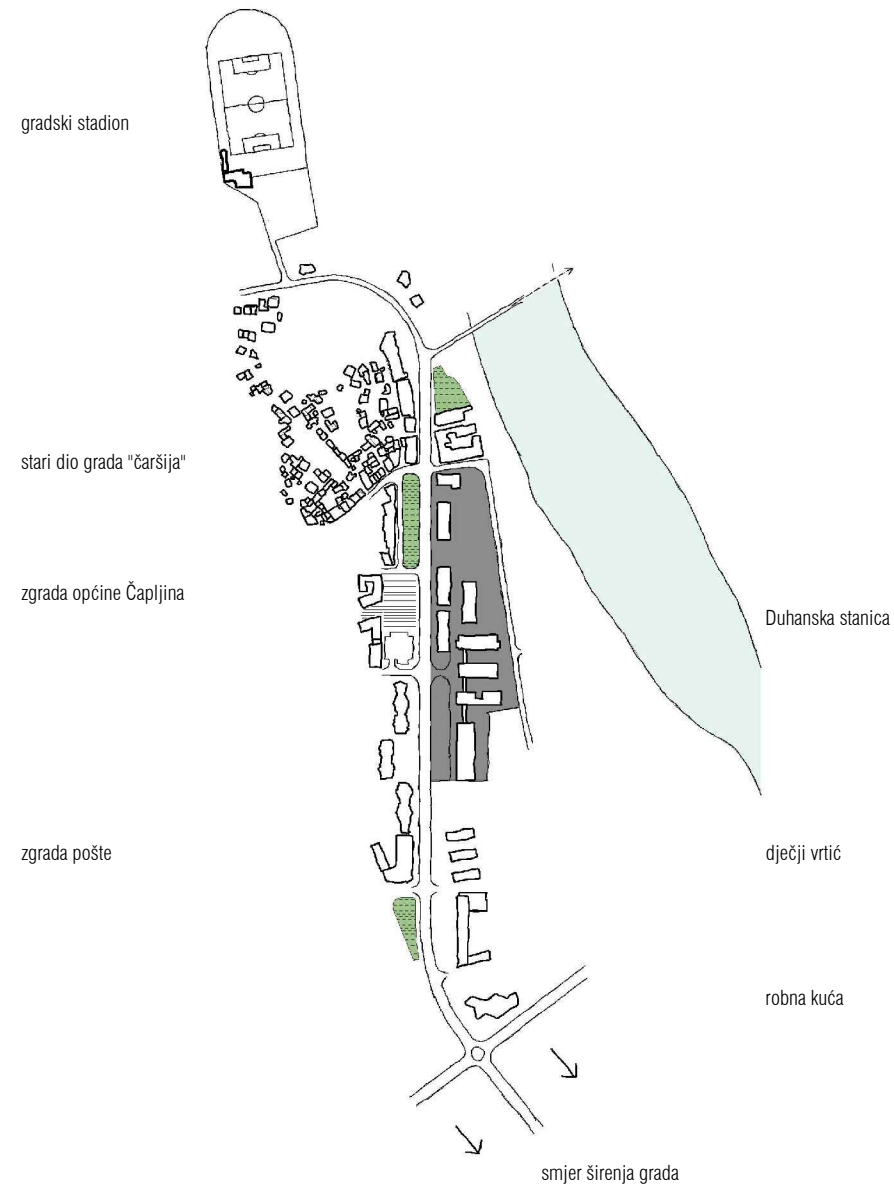 gradski stadion
stari dio grada "čaršija"
zgrada općine Čapljina
Duhanska stanica
zgrada pošte
dječji vrtić
robna kuća
smjer širenja grada